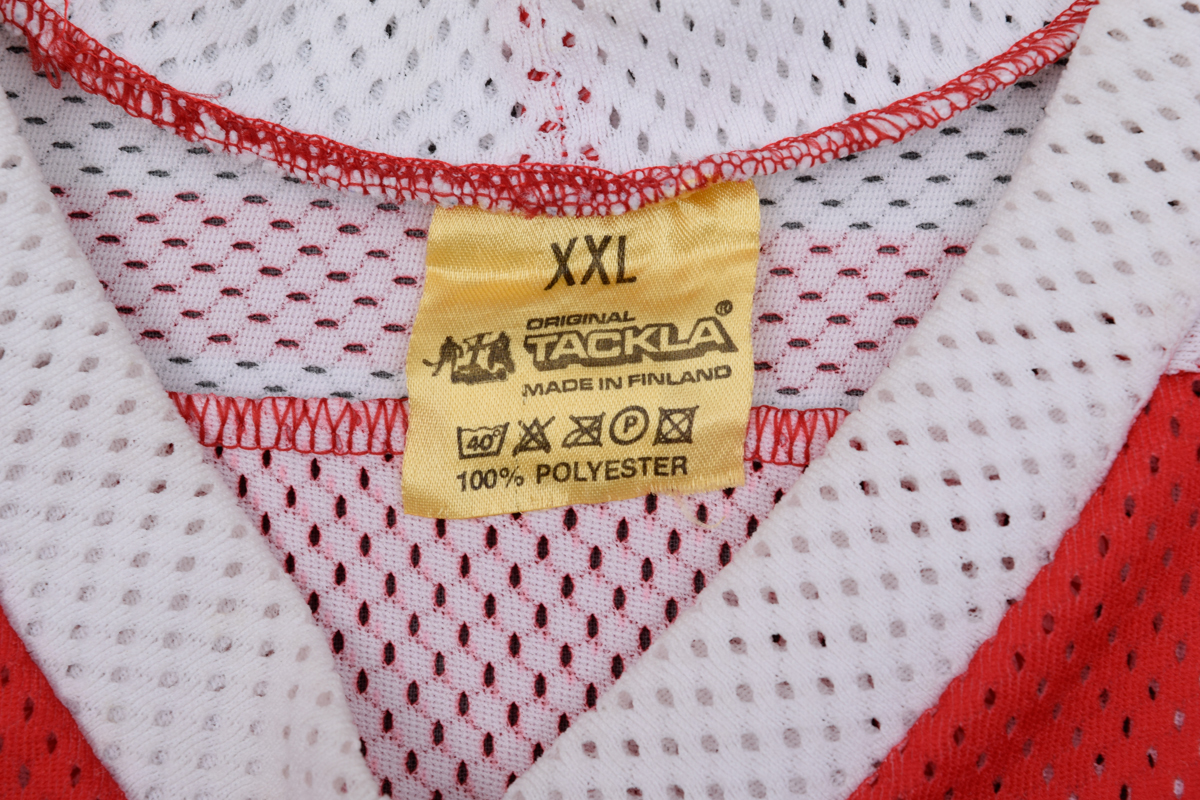 XXL
ORIGINAL
TACKLA®
MADE IN FINLAND
40° P
100% POLYESTER